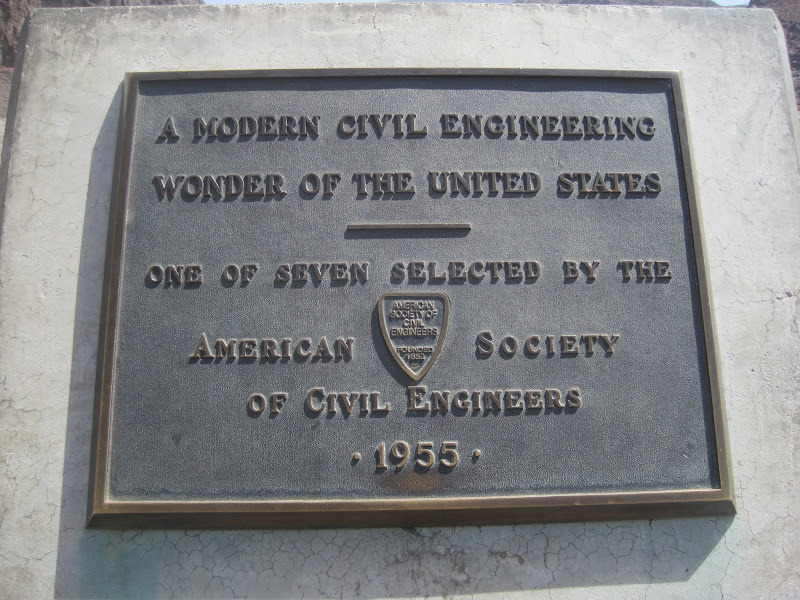 A MODERN CIVIL ENGINEERING
WONDER OF THE UNITED STATES
ONE OF SEVEN SELECTED BY THE
AMERICAN
SOCIETY OF
CIVIL
ENGINEERS
FOUNDED
1852
AMERICAN SOCIETY
OF CIVIL ENGINEERS
· 1955 ·